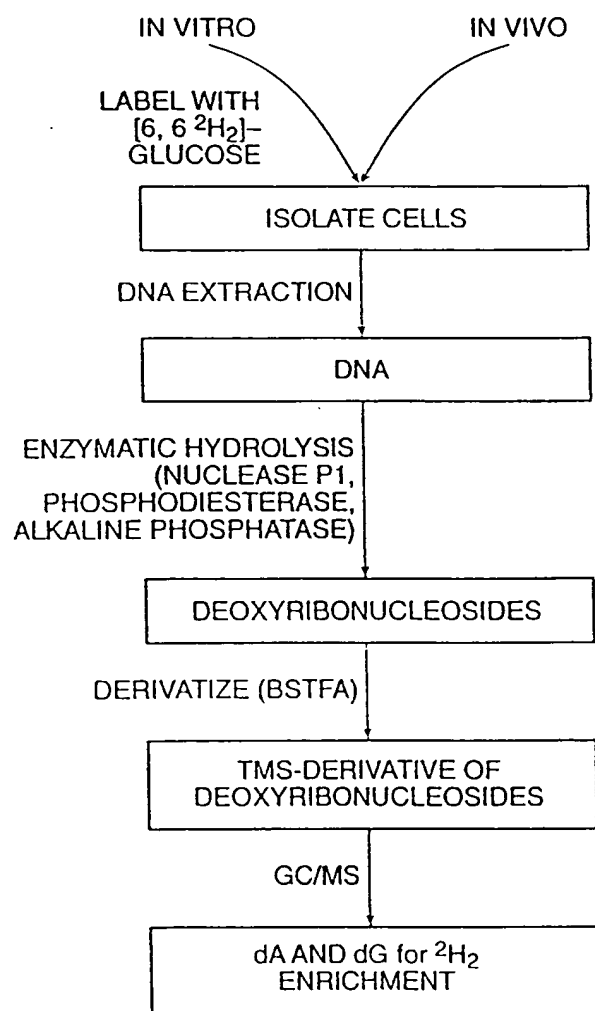 IN VITRO
IN VIVO
LABEL WITH
[6, 6 ²H₂]–
GLUCOSE
ISOLATE CELLS
DNA EXTRACTION
DNA
ENZYMATIC HYDROLYSIS
(NUCLEASE P1,
PHOSPHODIESTERASE,
ALKALINE PHOSPHATASE)
DEOXYRIBONUCLEOSIDES
DERIVATIZE (BSTFA)
TMS-DERIVATIVE OF
DEOXYRIBONUCLEOSIDES
GC/MS
dA AND dG for ²H₂
ENRICHMENT